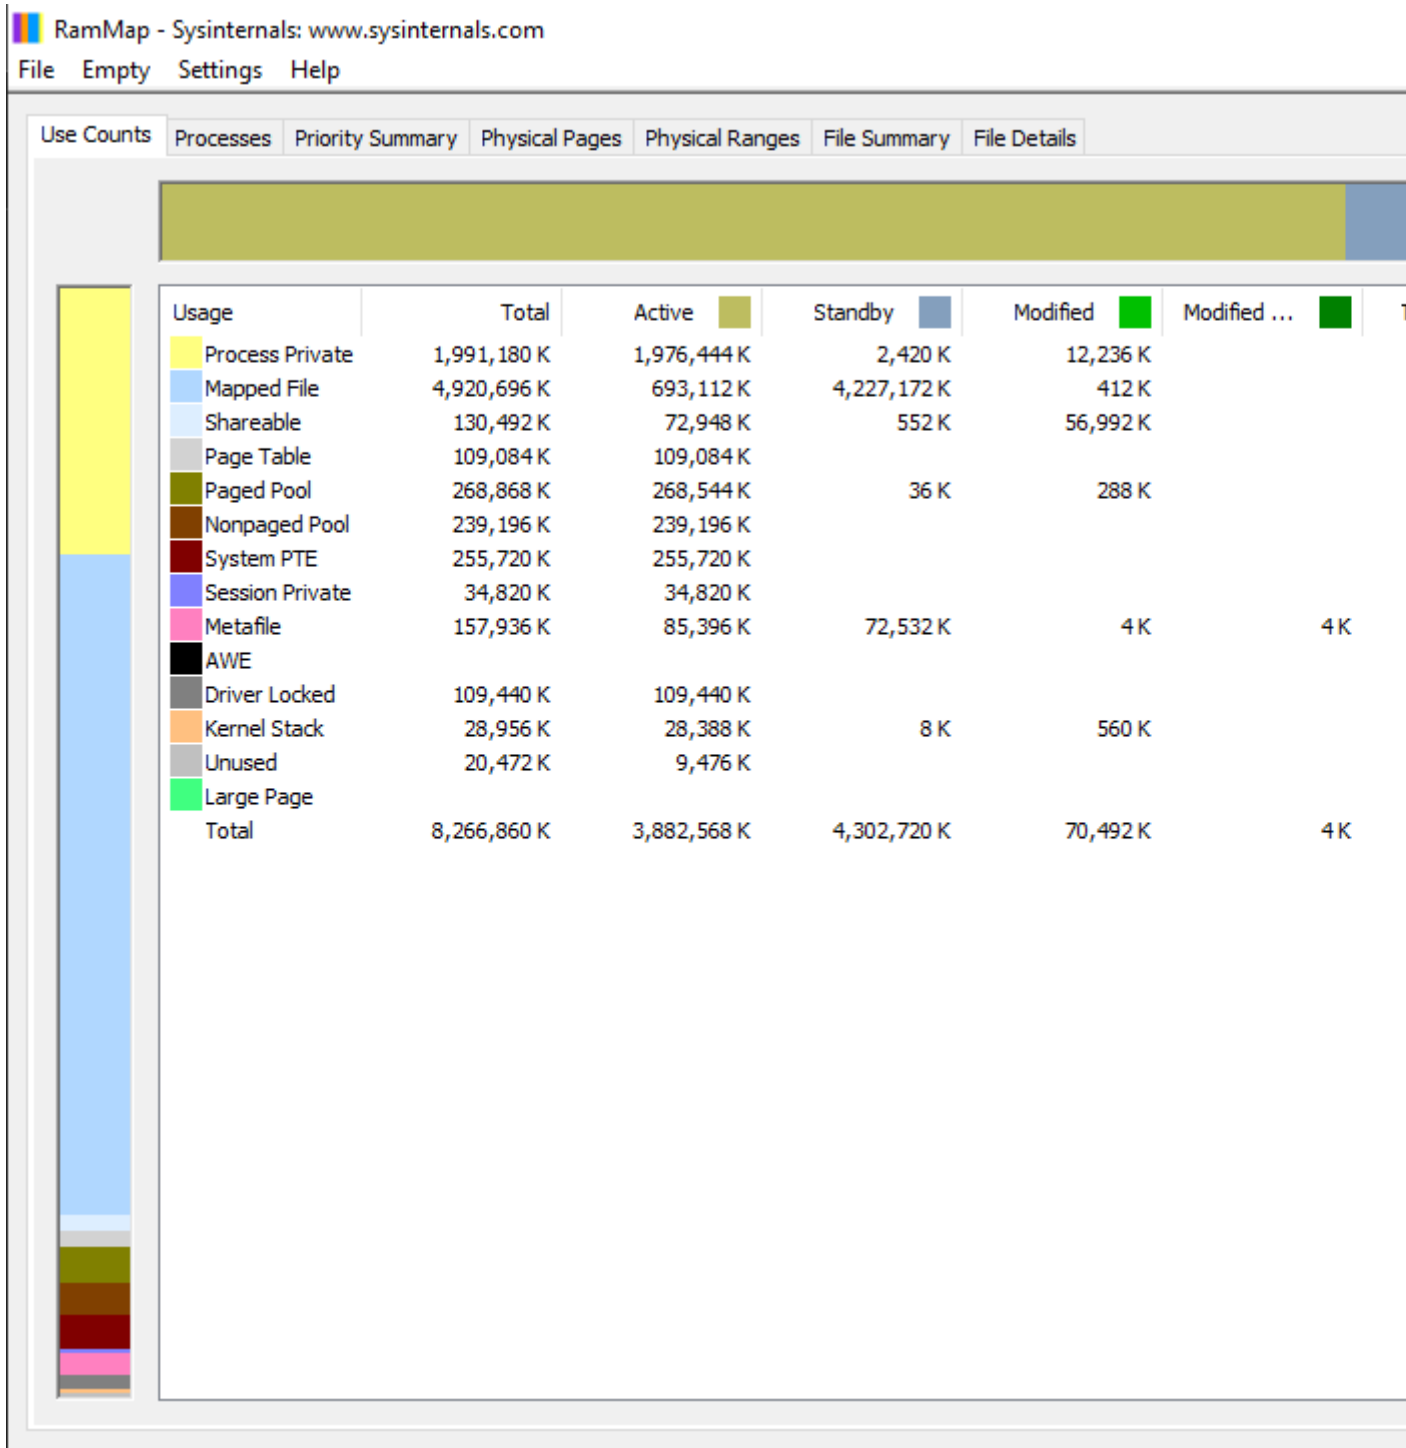 RamMap - Sysinternals: www.sysinternals.com
File Empty Settings Help
Use Counts Processes Priority Summary Physical Pages Physical Ranges File Summary File Details
Usage Total Active Standby Modified Modified ...
Process Private 1,991,180 K 1,976,444 K 2,420 K 12,236 K
Mapped File 4,920,696 K 693,112 K 4,227,172 K 412 K
Shareable 130,492 K 72,948 K 552 K 56,992 K
Page Table 109,084 K 109,084 K
Paged Pool 268,868 K 268,544 K 36 K 288 K
Nonpaged Pool 239,196 K 239,196 K
System PTE 255,720 K 255,720 K
Session Private 34,820 K 34,820 K
Metafile 157,936 K 85,396 K 72,532 K 4 K 4 K
AWE
Driver Locked 109,440 K 109,440 K
Kernel Stack 28,956 K 28,388 K 8 K 560 K
Unused 20,472 K 9,476 K
Large Page
Total 8,266,860 K 3,882,568 K 4,302,720 K 70,492 K 4 K